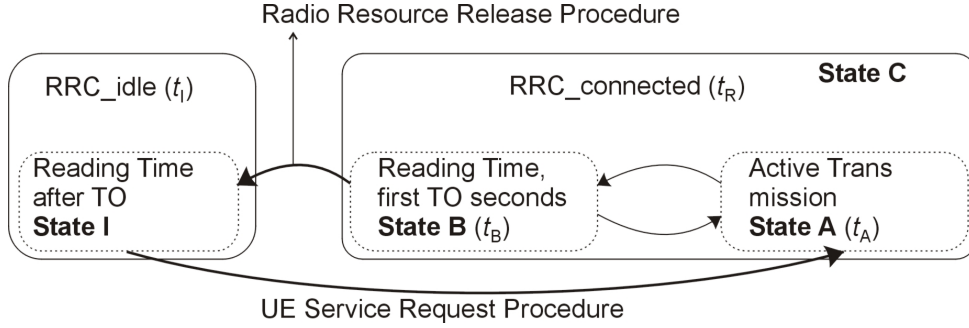 Radio Resource Release Procedure
RRC_idle (tI)
RRC_connected (tR)
State C
Reading Time
after TO
State I
Reading Time,
first TO seconds
State B (tB)
Active Trans
mission
State A (tA)
UE Service Request Procedure